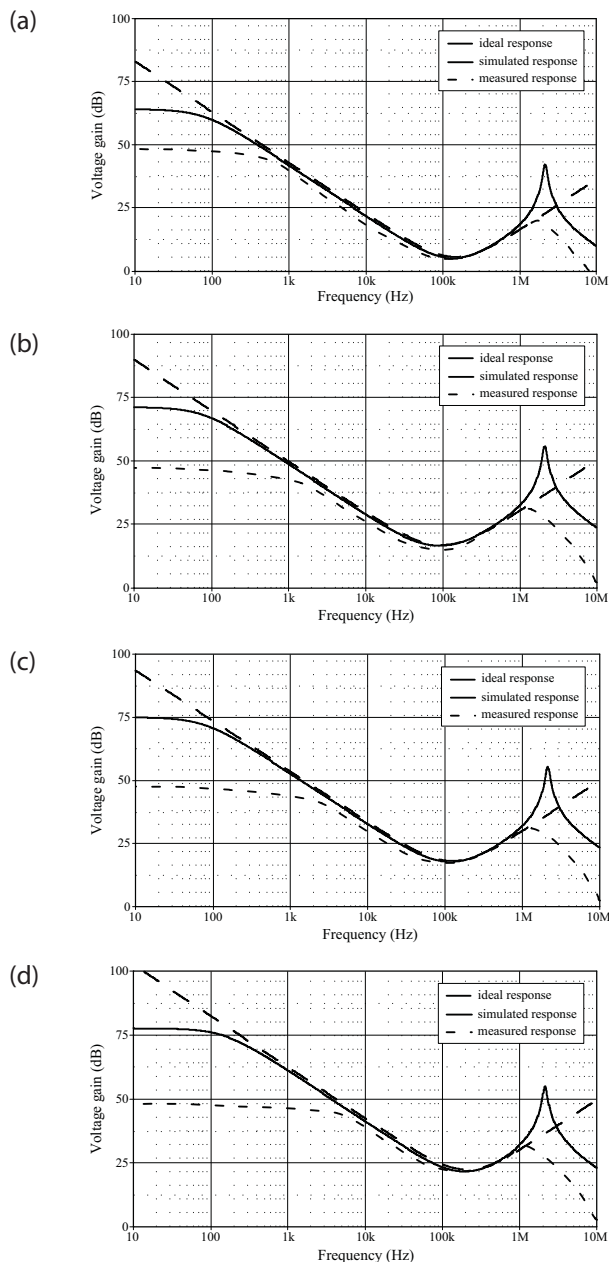 (a)
100
75
50
25
0
Voltage gain (dB)
ideal response
simulated response
measured response
10 100 1k 10k 100k 1M 10M
Frequency (Hz)
(b)
100
75
50
25
0
Voltage gain (dB)
ideal response
simulated response
measured response
10 100 1k 10k 100k 1M 10M
Frequency (Hz)
(c)
100
75
50
25
0
Voltage gain (dB)
ideal response
simulated response
measured response
10 100 1k 10k 100k 1M 10M
Frequency (Hz)
(d)
100
75
50
25
0
Voltage gain (dB)
ideal response
simulated response
measured response
10 100 1k 10k 100k 1M 10M
Frequency (Hz)